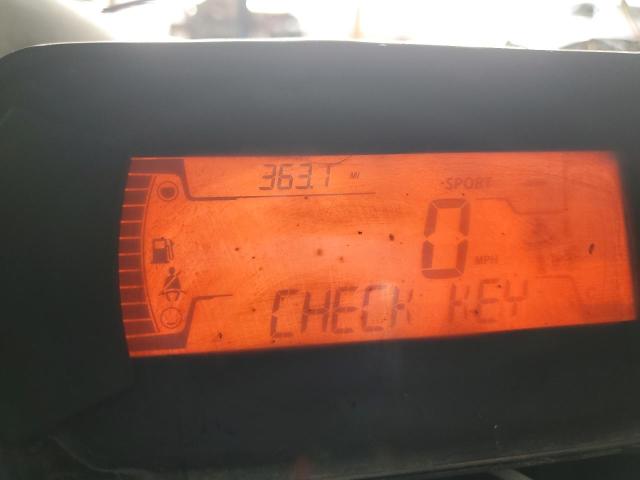 363.1 MI
SPORT
0 MPH
CHECK KEY